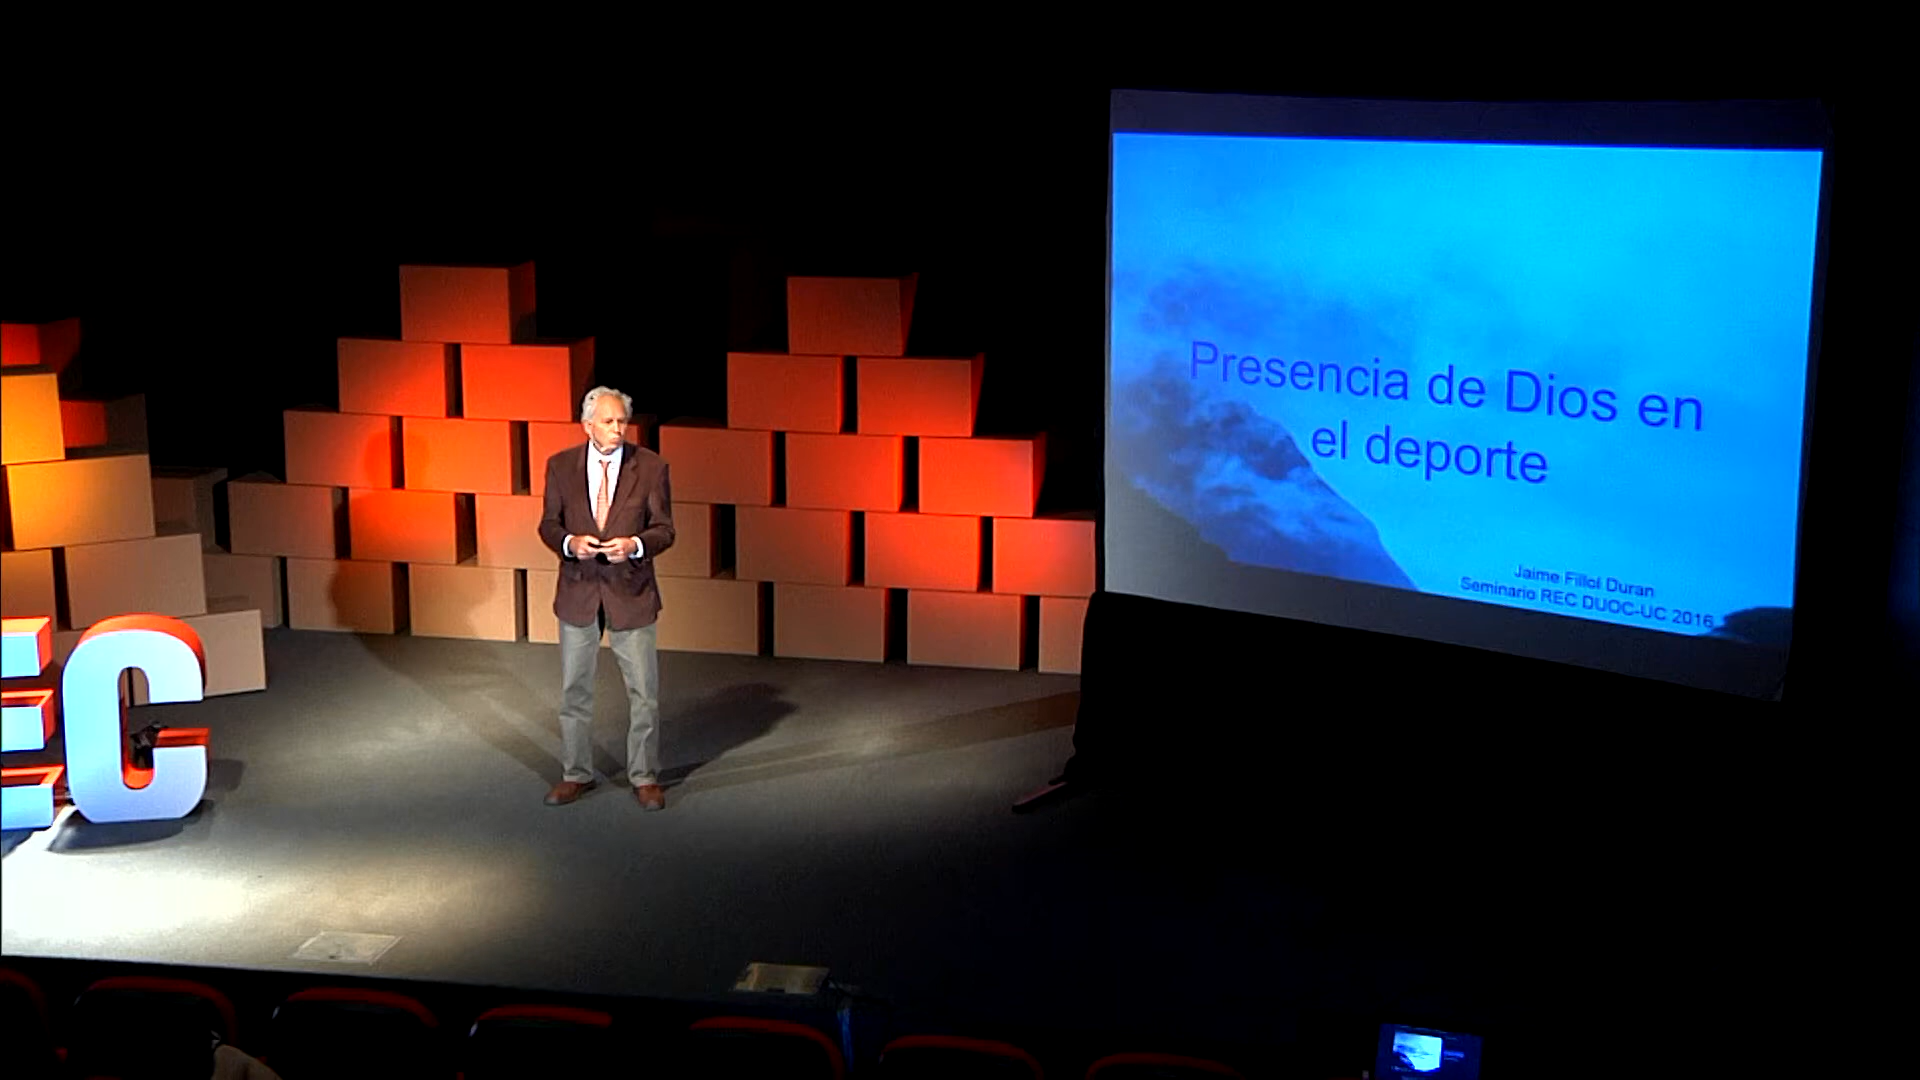 Presencia de Dios en
el deporte
Jaime Fillol Duran
Seminario REC DUOC-UC 2016
EC